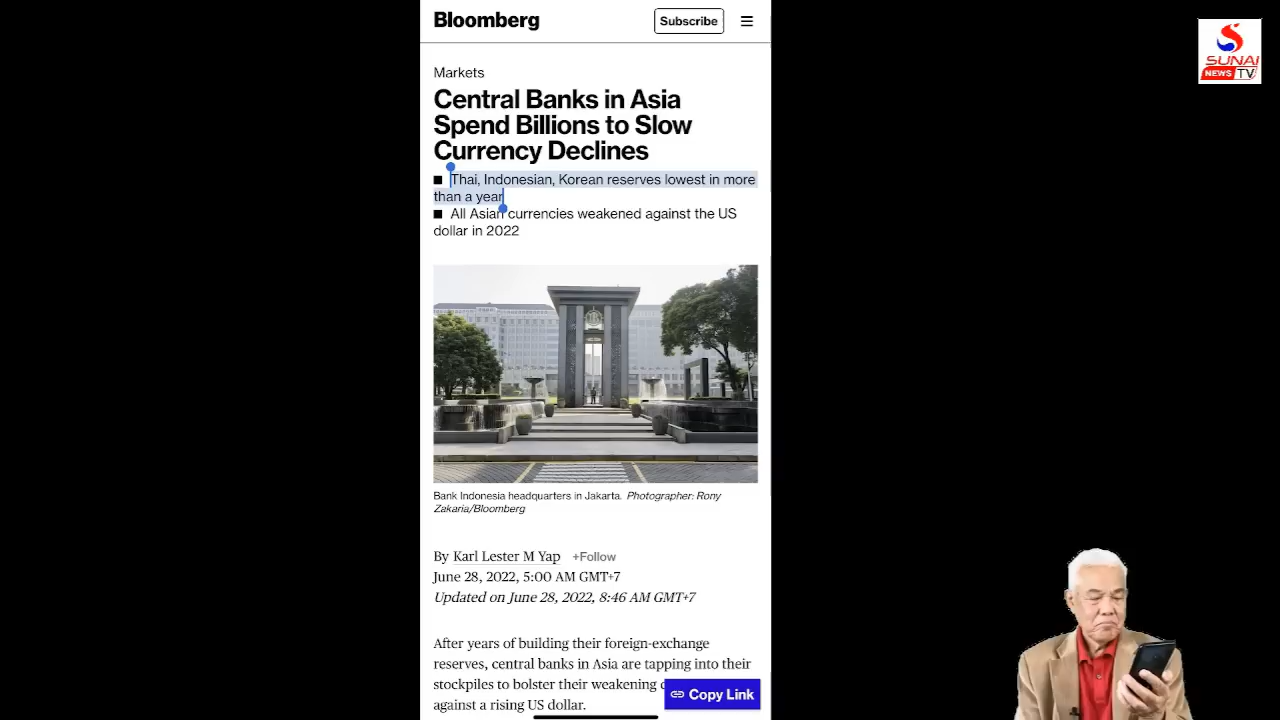 Bloomberg
Subscribe
SUNAI
NEWS TV
Markets
Central Banks in Asia
Spend Billions to Slow
Currency Declines
■ Thai, Indonesian, Korean reserves lowest in more
than a year
■ All Asian currencies weakened against the US
dollar in 2022
Bank Indonesia headquarters in Jakarta. Photographer: Rony
Zakaria/Bloomberg
By Karl Lester M Yap +Follow
June 28, 2022, 5:00 AM GMT+7
Updated on June 28, 2022, 8:46 AM GMT+7
After years of building their foreign-exchange
reserves, central banks in Asia are tapping into their
stockpiles to bolster their weakening
against a rising US dollar.
Copy Link